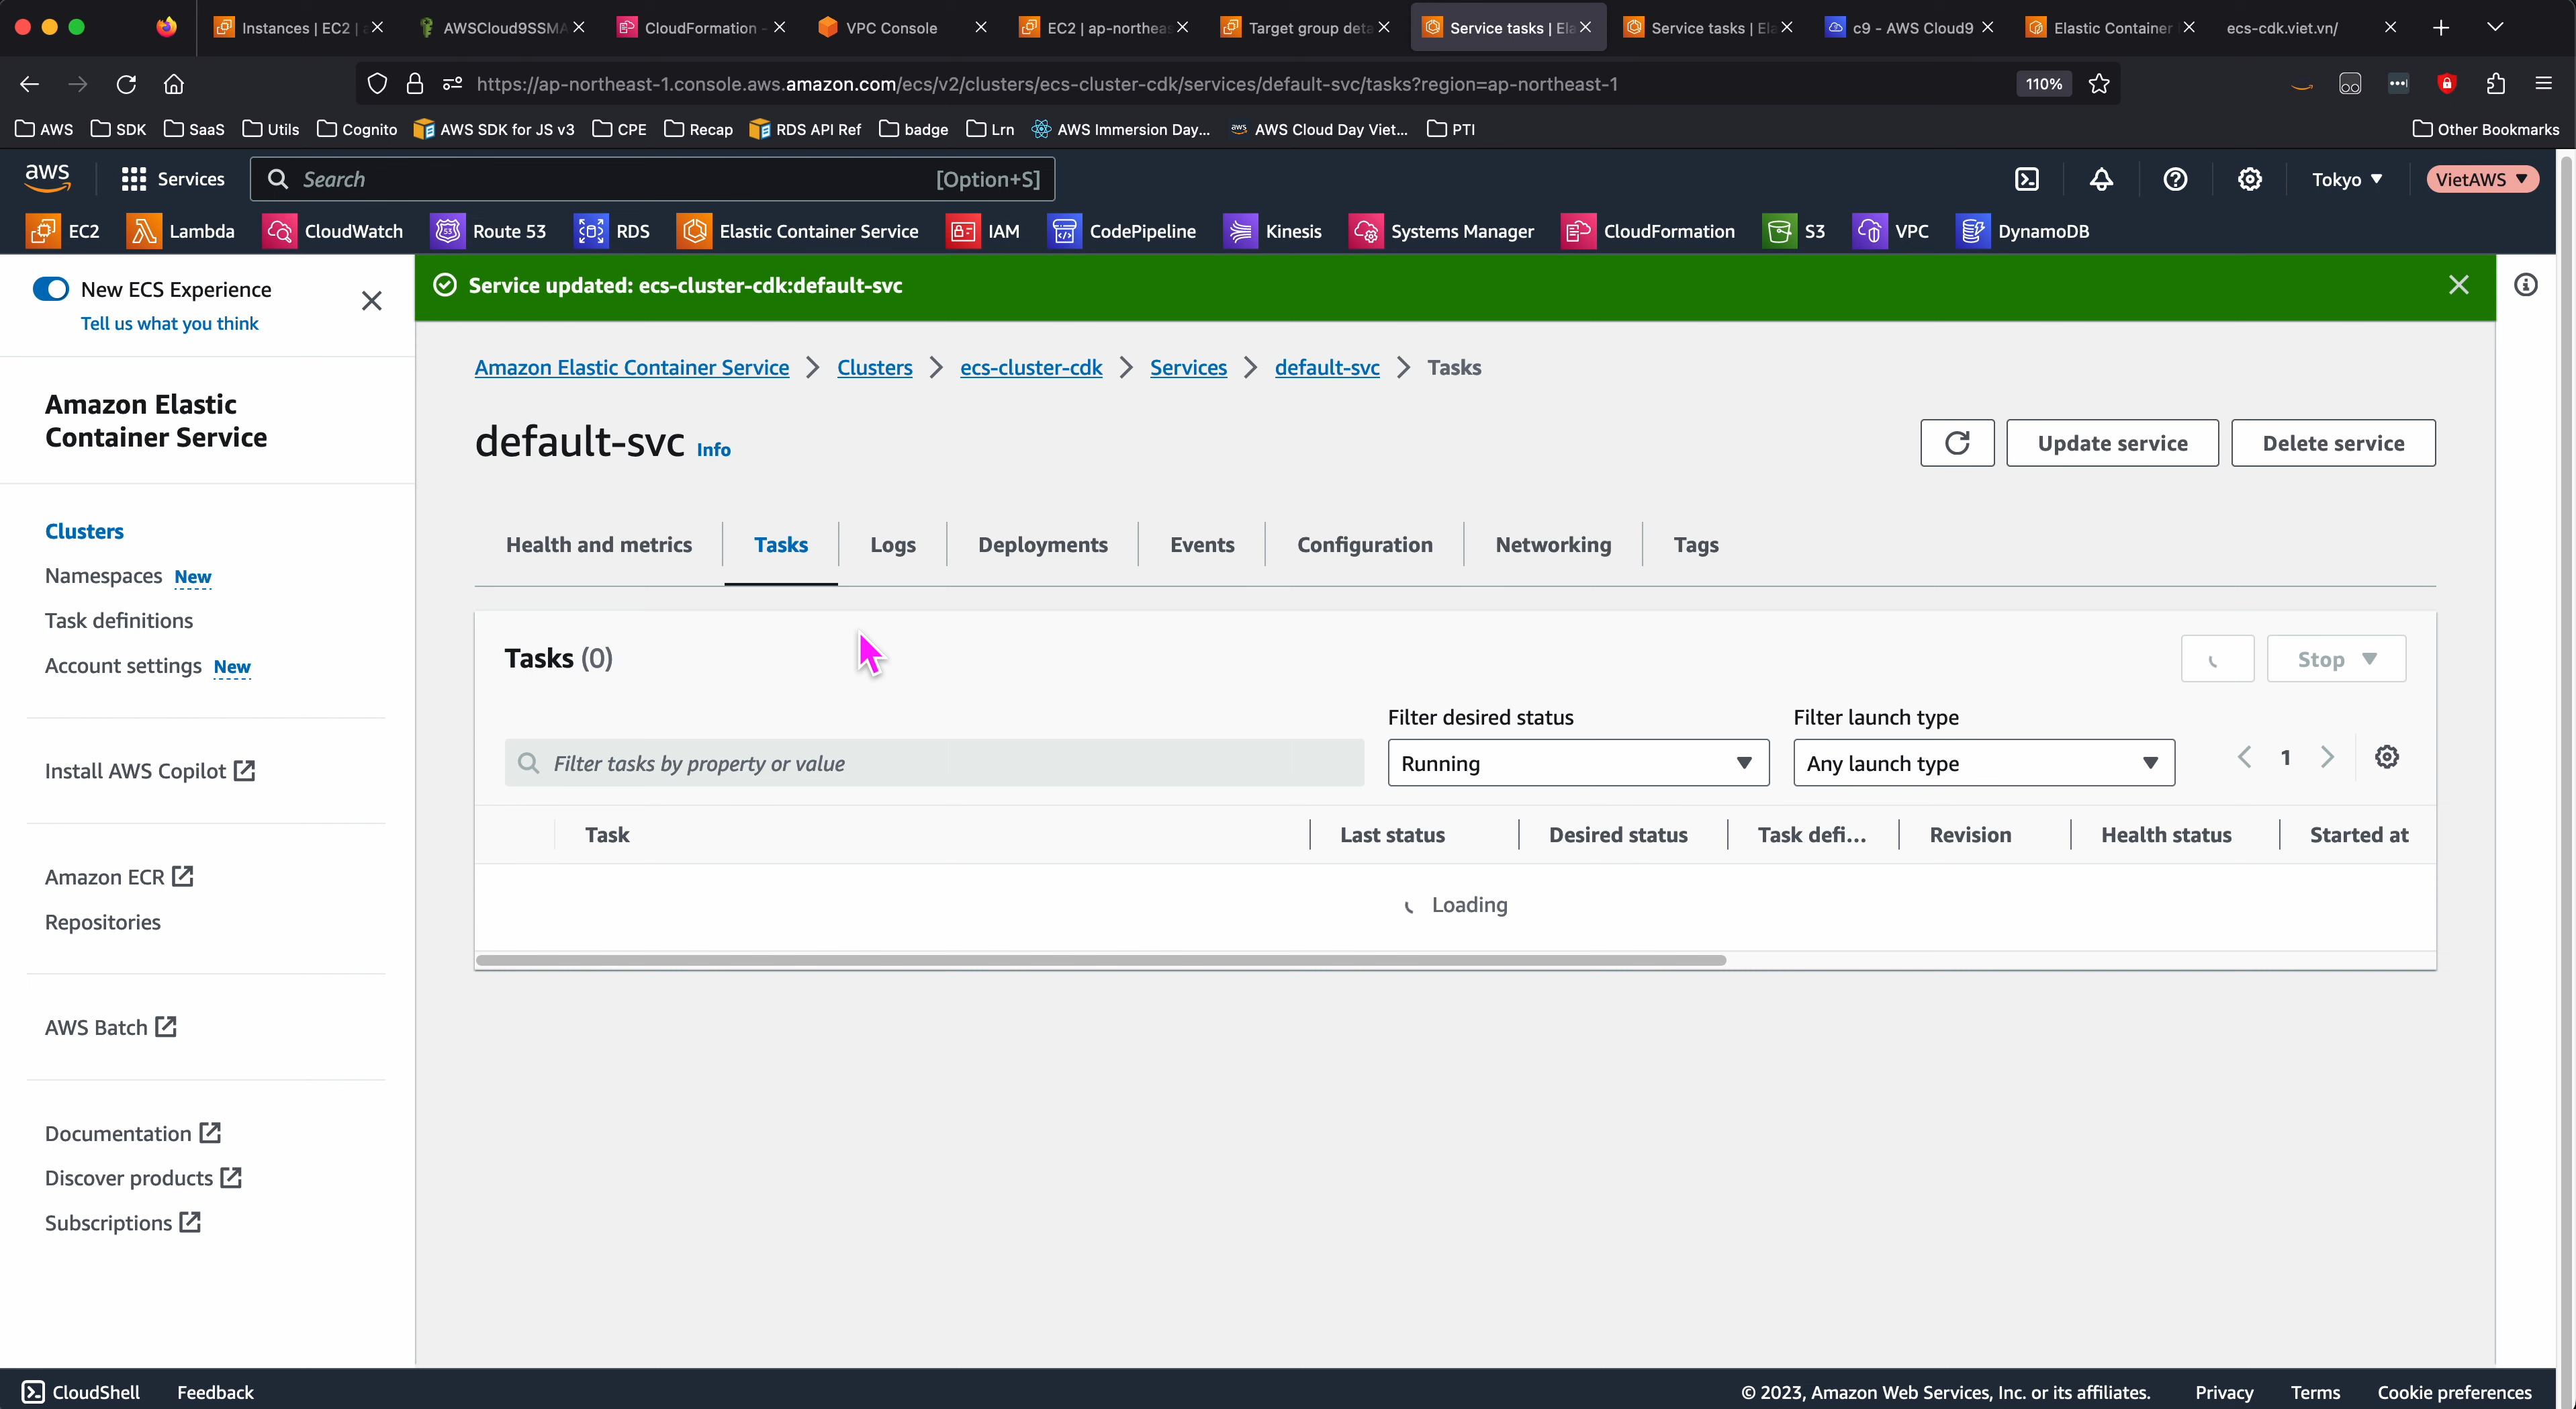 Instances | EC2 | a
AWSCloud9SSMA
CloudFormation -
VPC Console
EC2 | ap-northeas
Target group deta
Service tasks | Ela
Service tasks | Ela
c9 - AWS Cloud9
Elastic Container
ecs-cdk.viet.vn/
https://ap-northeast-1.console.aws.amazon.com/ecs/v2/clusters/ecs-cluster-cdk/services/default-svc/tasks?region=ap-northeast-1
110%
AWS
SDK
SaaS
Utils
Cognito
AWS SDK for JS v3
CPE
Recap
RDS API Ref
badge
Lrn
AWS Immersion Day...
aws
AWS Cloud Day Viet...
PTI
Other Bookmarks
aws
Services
Search
[Option+S]
Tokyo
VietAWS
EC2
Lambda
CloudWatch
Route 53
RDS
Elastic Container Service
IAM
CodePipeline
Kinesis
Systems Manager
CloudFormation
S3
VPC
DynamoDB
New ECS Experience
Tell us what you think
Service updated: ecs-cluster-cdk:default-svc
Amazon Elastic
Container Service
Clusters
Namespaces New
Task definitions
Account settings New
Install AWS Copilot
Amazon ECR
Repositories
AWS Batch
Documentation
Discover products
Subscriptions
Amazon Elastic Container Service
Clusters
ecs-cluster-cdk
Services
default-svc
Tasks
default-svc Info
Update service
Delete service
Health and metrics
Tasks
Logs
Deployments
Events
Configuration
Networking
Tags
Tasks (0)
Stop
Filter desired status
Filter launch type
Filter tasks by property or value
Running
Any launch type
1
Task
Last status
Desired status
Task defi...
Revision
Health status
Started at
Loading
CloudShell
Feedback
© 2023, Amazon Web Services, Inc. or its affiliates.
Privacy
Terms
Cookie preferences